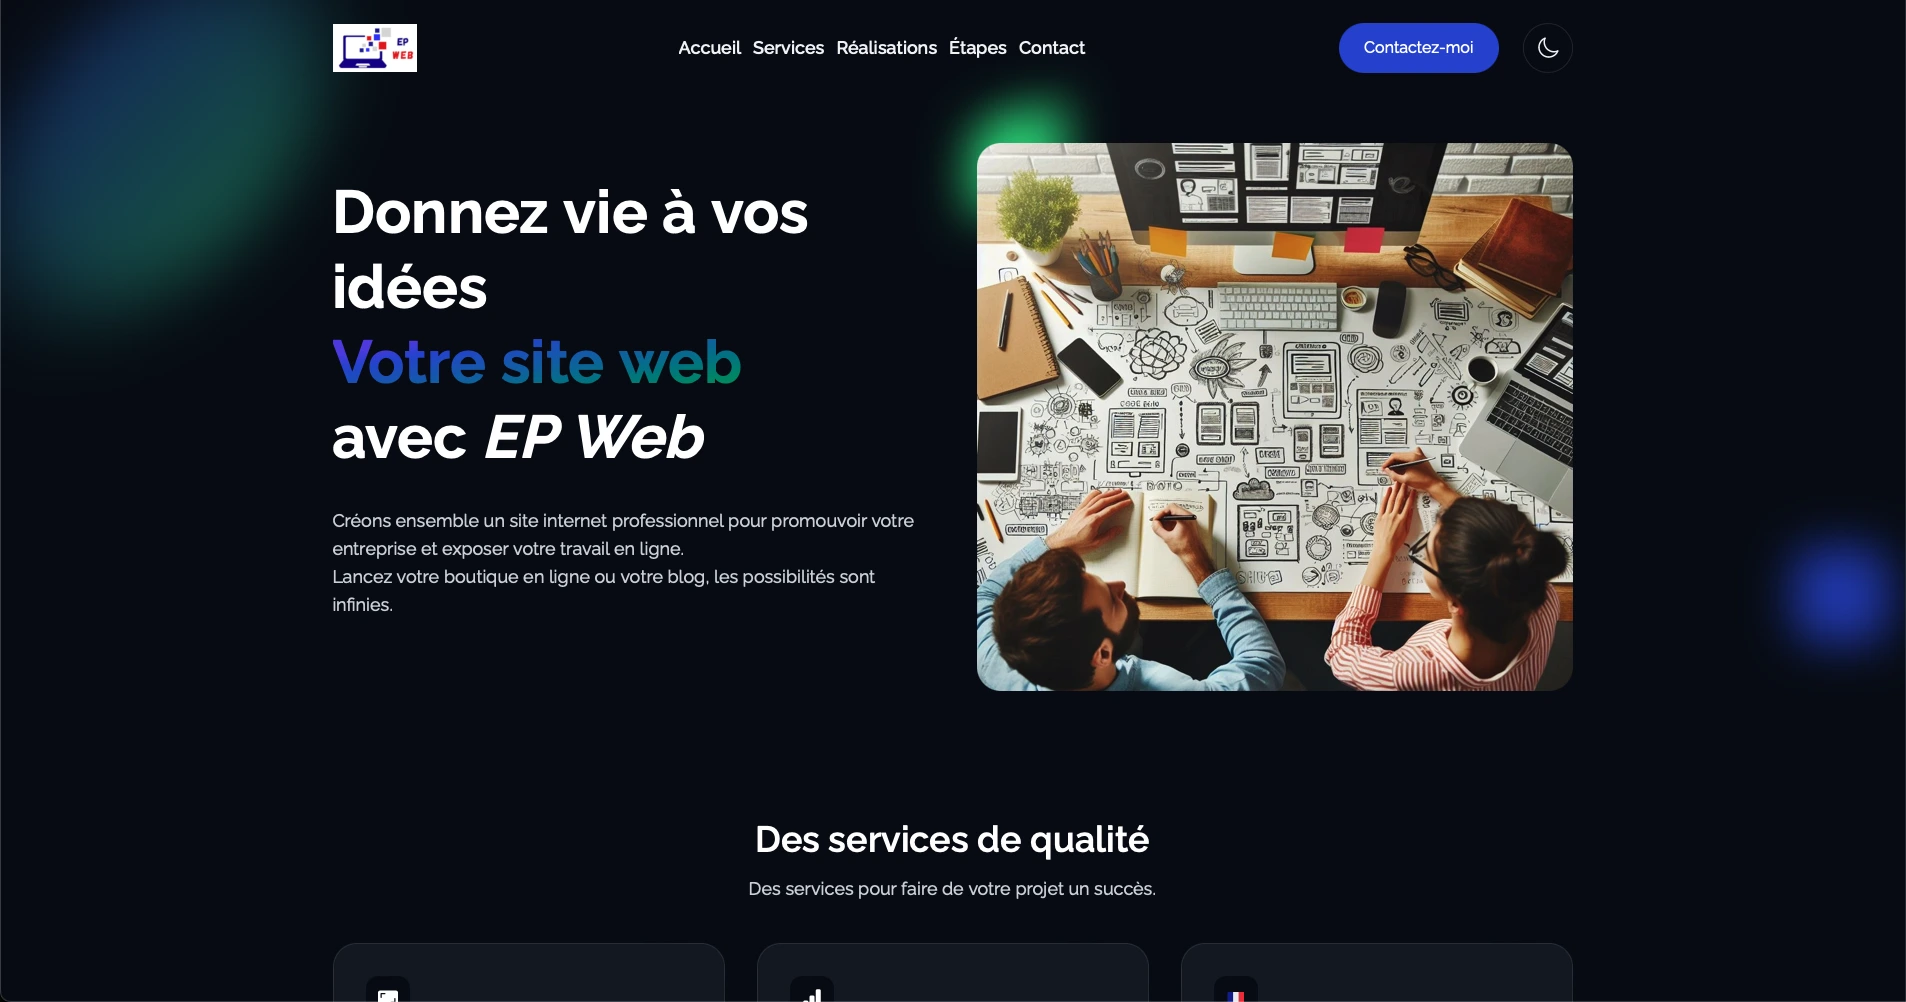 EP
WEB
Accueil Services Réalisations Étapes Contact
Contactez-moi
Donnez vie à vos
idées
Votre site web
avec EP Web
Créons ensemble un site internet professionnel pour promouvoir votre
entreprise et exposer votre travail en ligne.
Lancez votre boutique en ligne ou votre blog, les possibilités sont
infinies.
Des services de qualité
Des services pour faire de votre projet un succès.